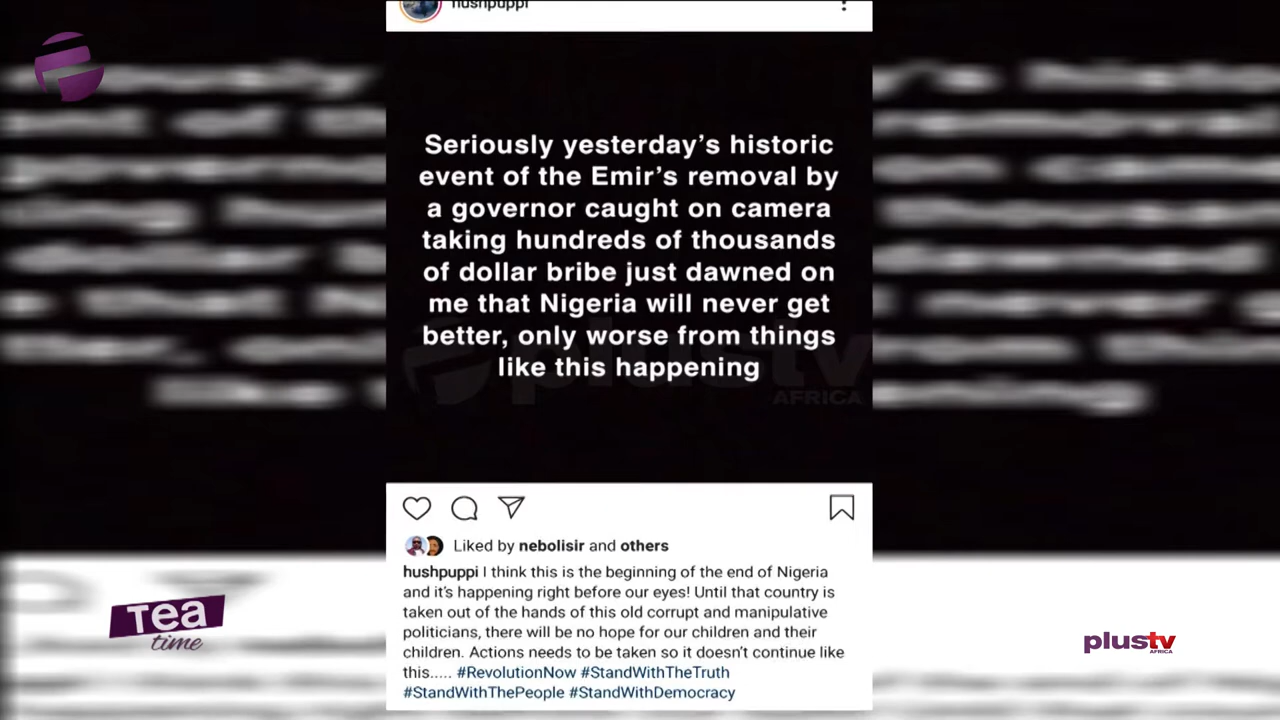 hushpuppi
Seriously yesterday's historic
event of the Emir's removal by
a governor caught on camera
taking hundreds of thousands
of dollar bribe just dawned on
me that Nigeria will never get
better, only worse from things
like this happening
plustv
AFRICA
Liked by nebolisir and others
hushpuppi I think this is the beginning of the end of Nigeria
and it's happening right before our eyes! Until that country is
taken out of the hands of this old corrupt and manipulative
politicians, there will be no hope for our children and their
children. Actions needs to be taken so it doesn't continue like
this..... #RevolutionNow #StandWithTheTruth
#StandWithThePeople #StandWithDemocracy
Tea
time
plustv
AFRICA